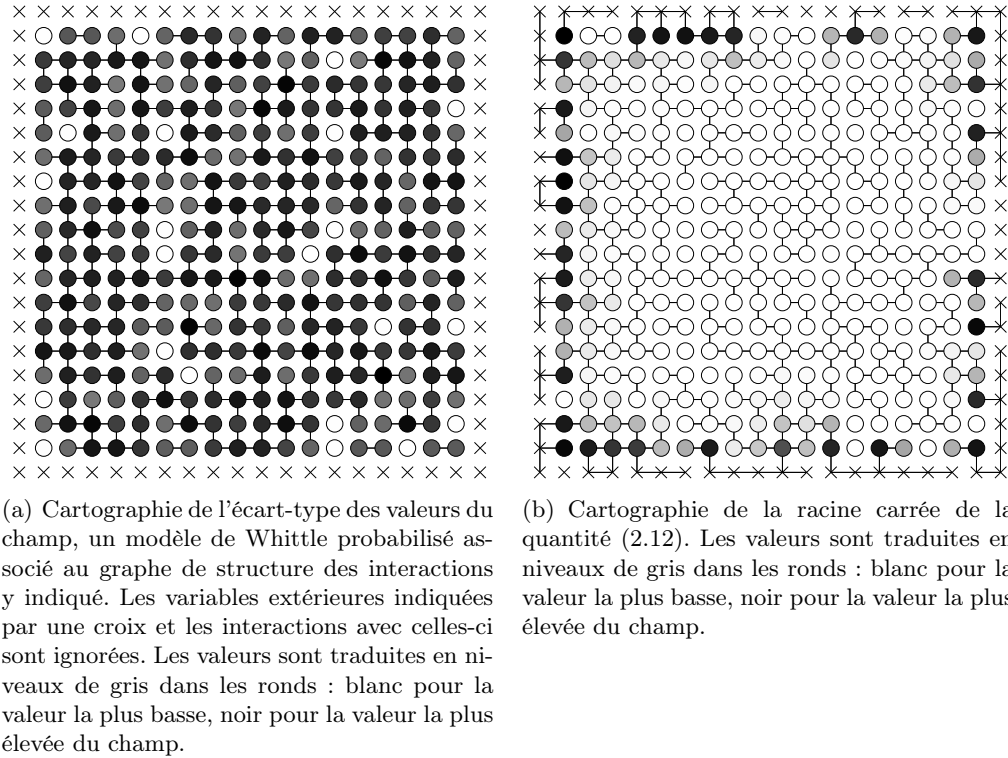 (a) Cartographie de l'écart-type des valeurs du
champ, un modèle de Whittle probabilisé as-
socié au graphe de structure des interactions
y indiqué. Les variables extérieures indiquées
par une croix et les interactions avec celles-ci
sont ignorées. Les valeurs sont traduites en ni-
veaux de gris dans les ronds : blanc pour la
valeur la plus basse, noir pour la valeur la plus
élevée du champ.
(b) Cartographie de la racine carrée de la
quantité (2.12). Les valeurs sont traduites en
niveaux de gris dans les ronds : blanc pour la
valeur la plus basse, noir pour la valeur la plus
élevée du champ.